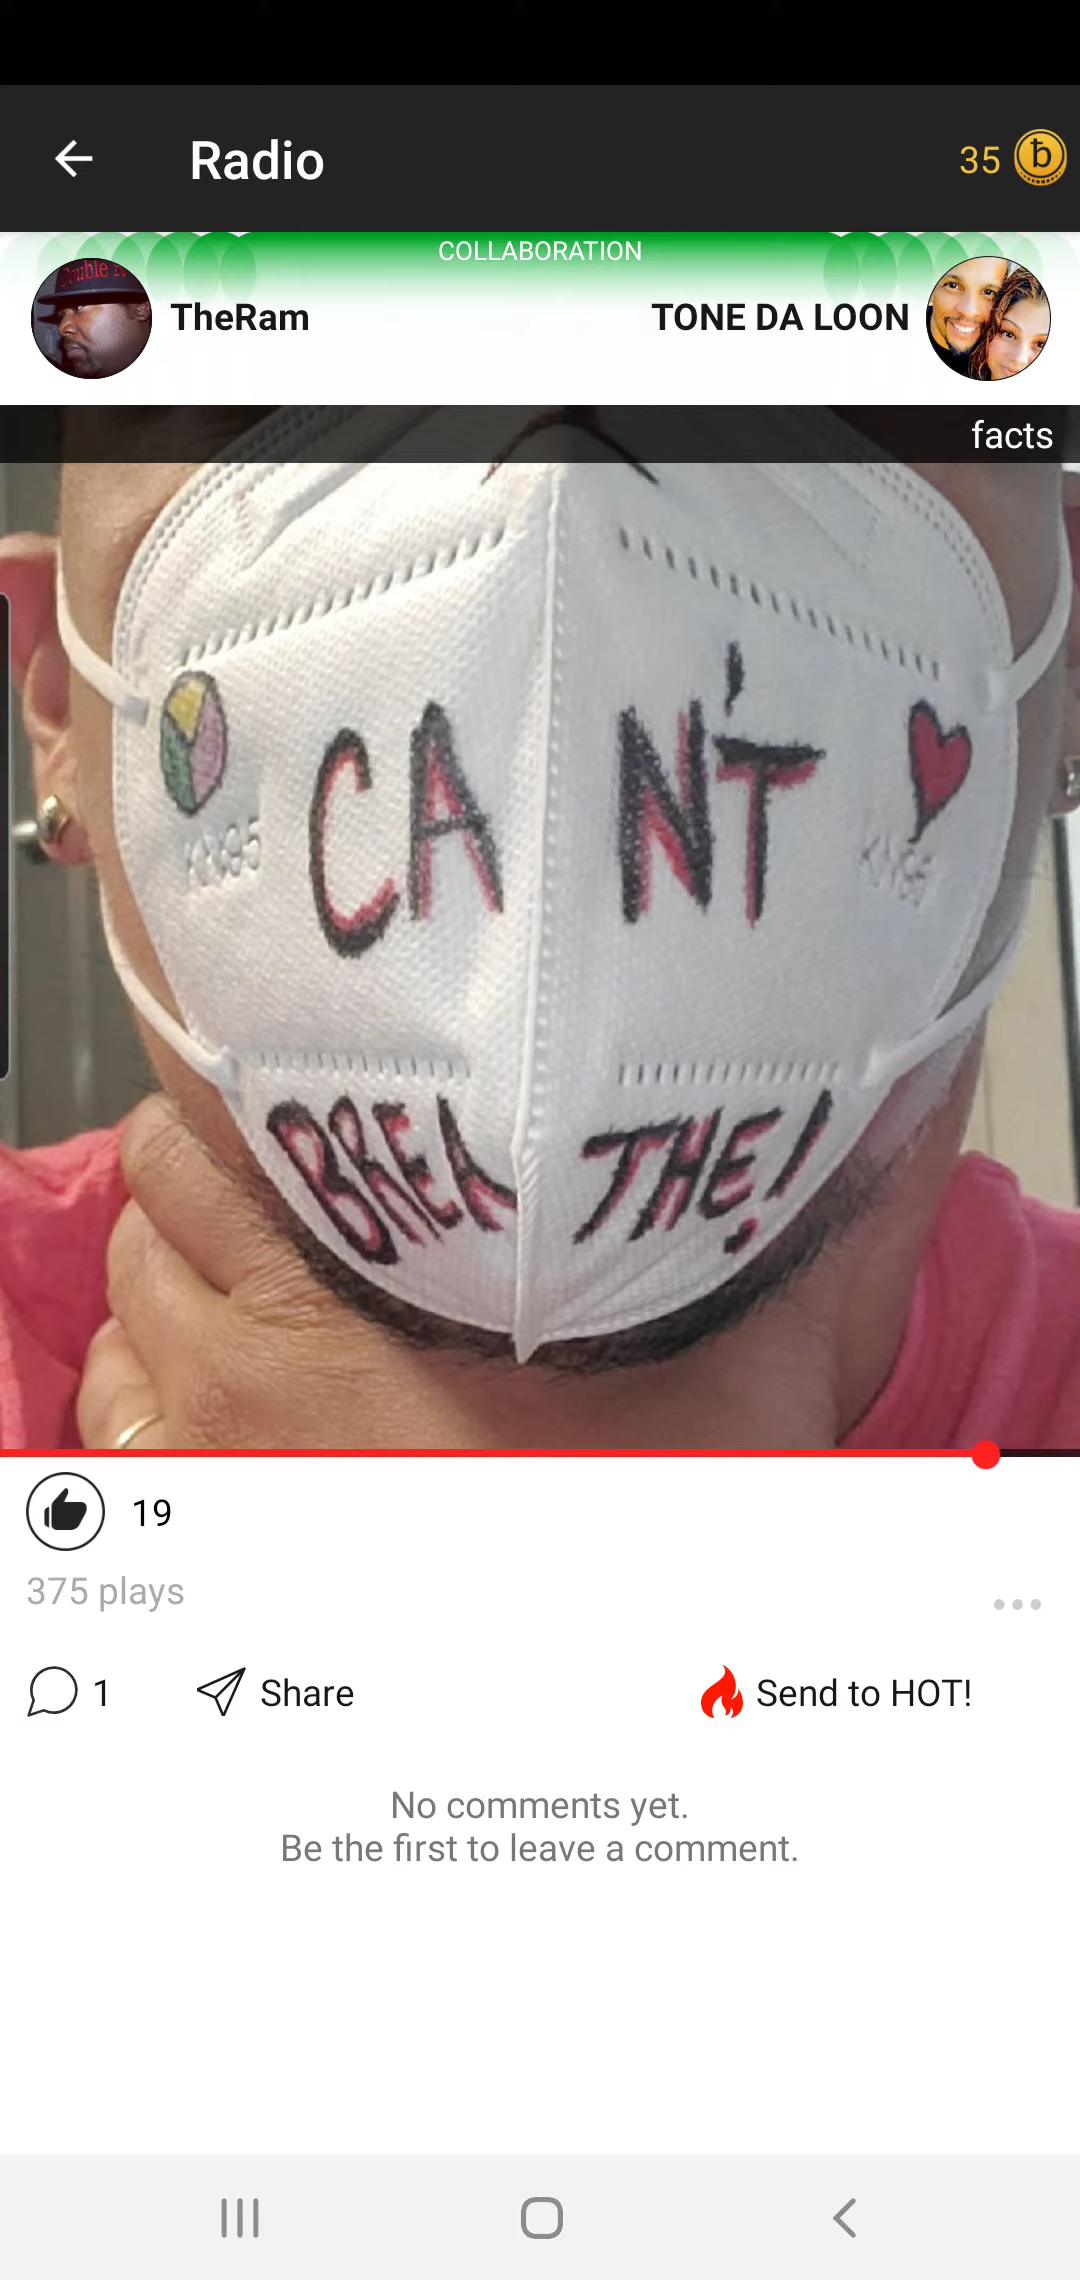 Radio
35 ƀ
COLLABORATION
TheRam
TONE DA LOON
facts
CAN'T
KN95
KN95
BREATHE!
19
375 plays
1
Share
Send to HOT!
No comments yet.
Be the first to leave a comment.